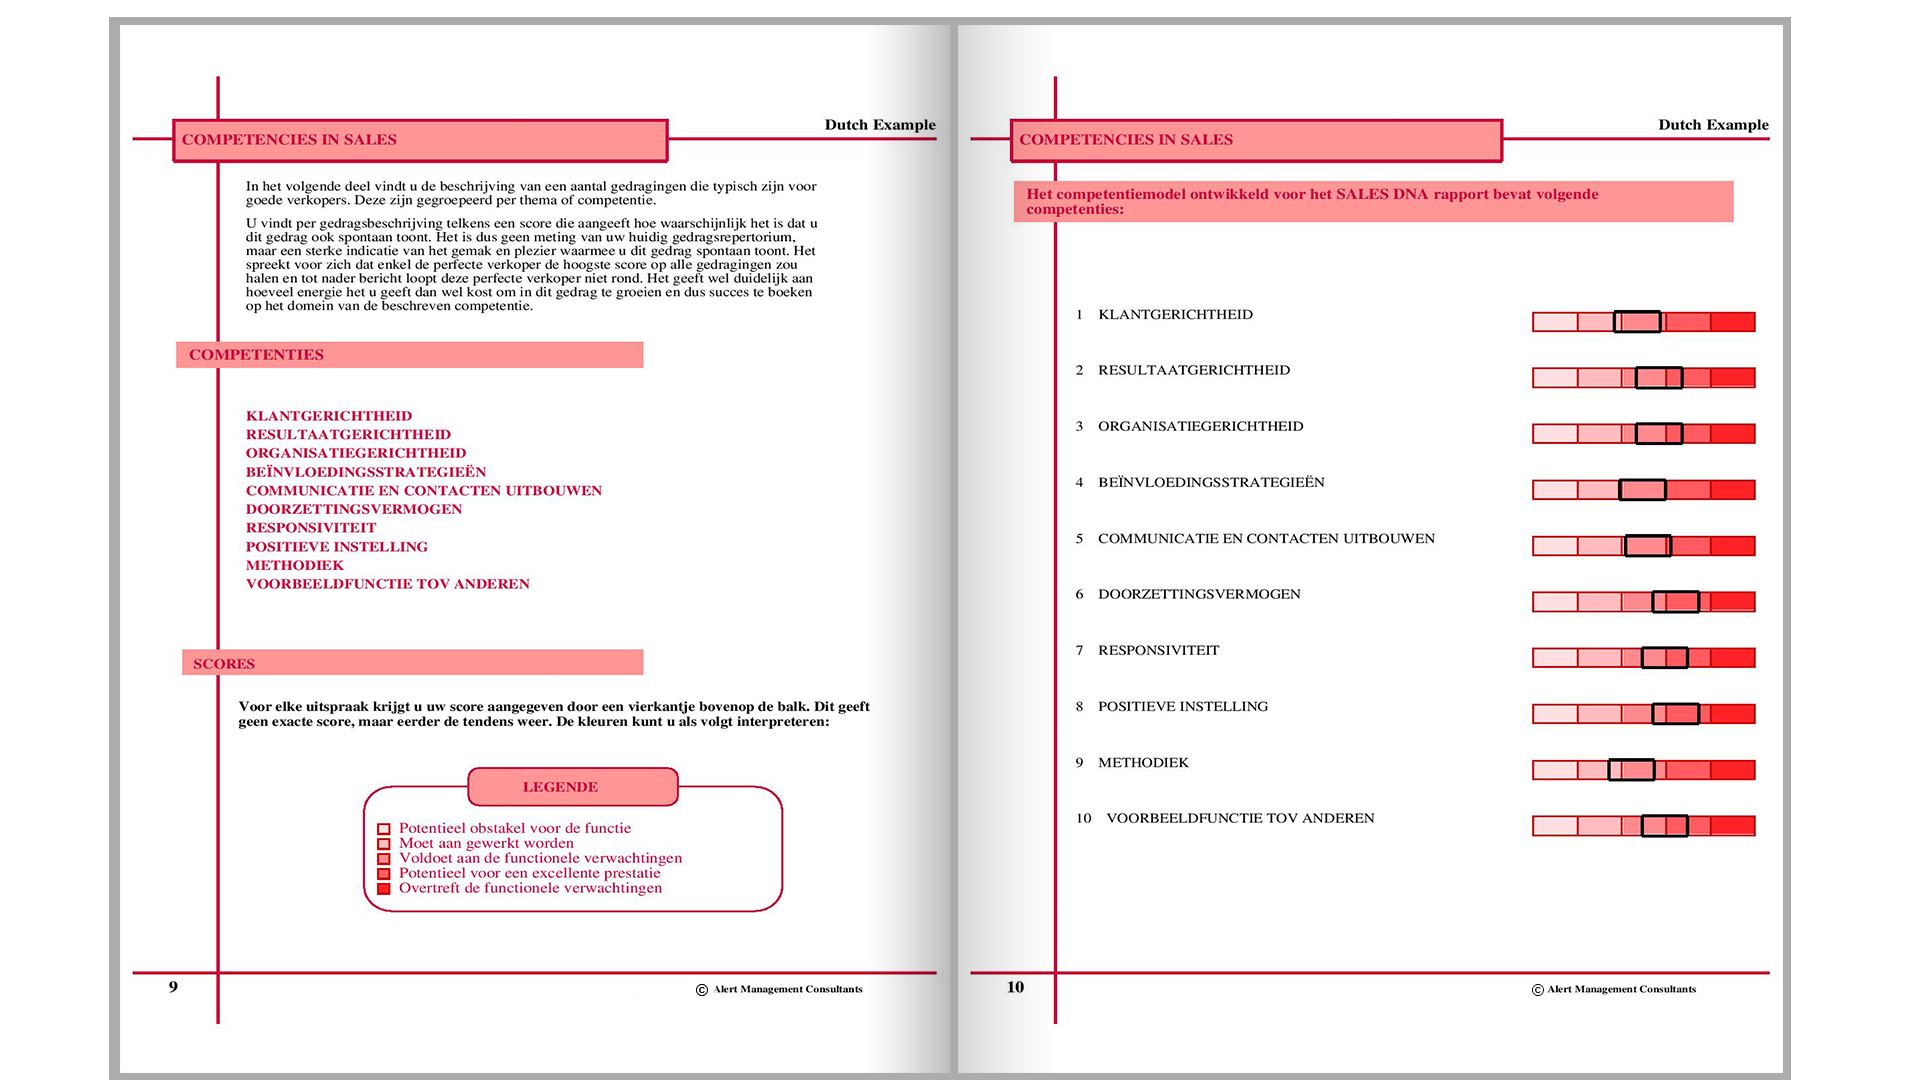 Dutch Example
COMPETENCIES IN SALES
In het volgende deel vindt u de beschrijving van een aantal gedragingen die typisch zijn voor
goede verkopers. Deze zijn gegroepeerd per thema of competentie.
U vindt per gedragsbeschrijving telkens een score die aangeeft hoe waarschijnlijk het is dat u
dit gedrag ook spontaan toont. Het is dus geen meting van uw huidig gedragsrepertorium,
maar een sterke indicatie van het gemak en plezier waarmee u dit gedrag spontaan toont. Het
spreekt voor zich dat enkel de perfecte verkoper de hoogste score op alle gedragingen zou
halen en tot nader bericht loopt deze perfecte verkoper niet rond. Het geeft wel duidelijk aan
hoeveel energie het u geeft dan wel kost om in dit gedrag te groeien en dus succes te boeken
op het domein van de beschreven competentie.
COMPETENTIES
KLANTGERICHTHEID
RESULTAATGERICHTHEID
ORGANISATIEGERICHTHEID
BEÏNVLOEDINGSSTRATEGIEËN
COMMUNICATIE EN CONTACTEN UITBOUWEN
DOORZETTINGSVERMOGEN
RESPONSIVITEIT
POSITIEVE INSTELLING
METHODIEK
VOORBEELDFUNCTIE TOV ANDEREN
SCORES
Voor elke uitspraak krijgt u uw score aangegeven door een vierkantje bovenop de balk. Dit geeft
geen exacte score, maar eerder de tendens weer. De kleuren kunt u als volgt interpreteren:
LEGENDE
Potentieel obstakel voor de functie
Moet aan gewerkt worden
Voldoet aan de functionele verwachtingen
Potentieel voor een excellente prestatie
Overtreft de functionele verwachtingen
9
© Alert Management Consultants
Dutch Example
COMPETENCIES IN SALES
Het competentiemodel ontwikkeld voor het SALES DNA rapport bevat volgende
competenties:
1 KLANTGERICHTHEID
2 RESULTAATGERICHTHEID
3 ORGANISATIEGERICHTHEID
4 BEÏNVLOEDINGSSTRATEGIEËN
5 COMMUNICATIE EN CONTACTEN UITBOUWEN
6 DOORZETTINGSVERMOGEN
7 RESPONSIVITEIT
8 POSITIEVE INSTELLING
9 METHODIEK
10 VOORBEELDFUNCTIE TOV ANDEREN
10
© Alert Management Consultants